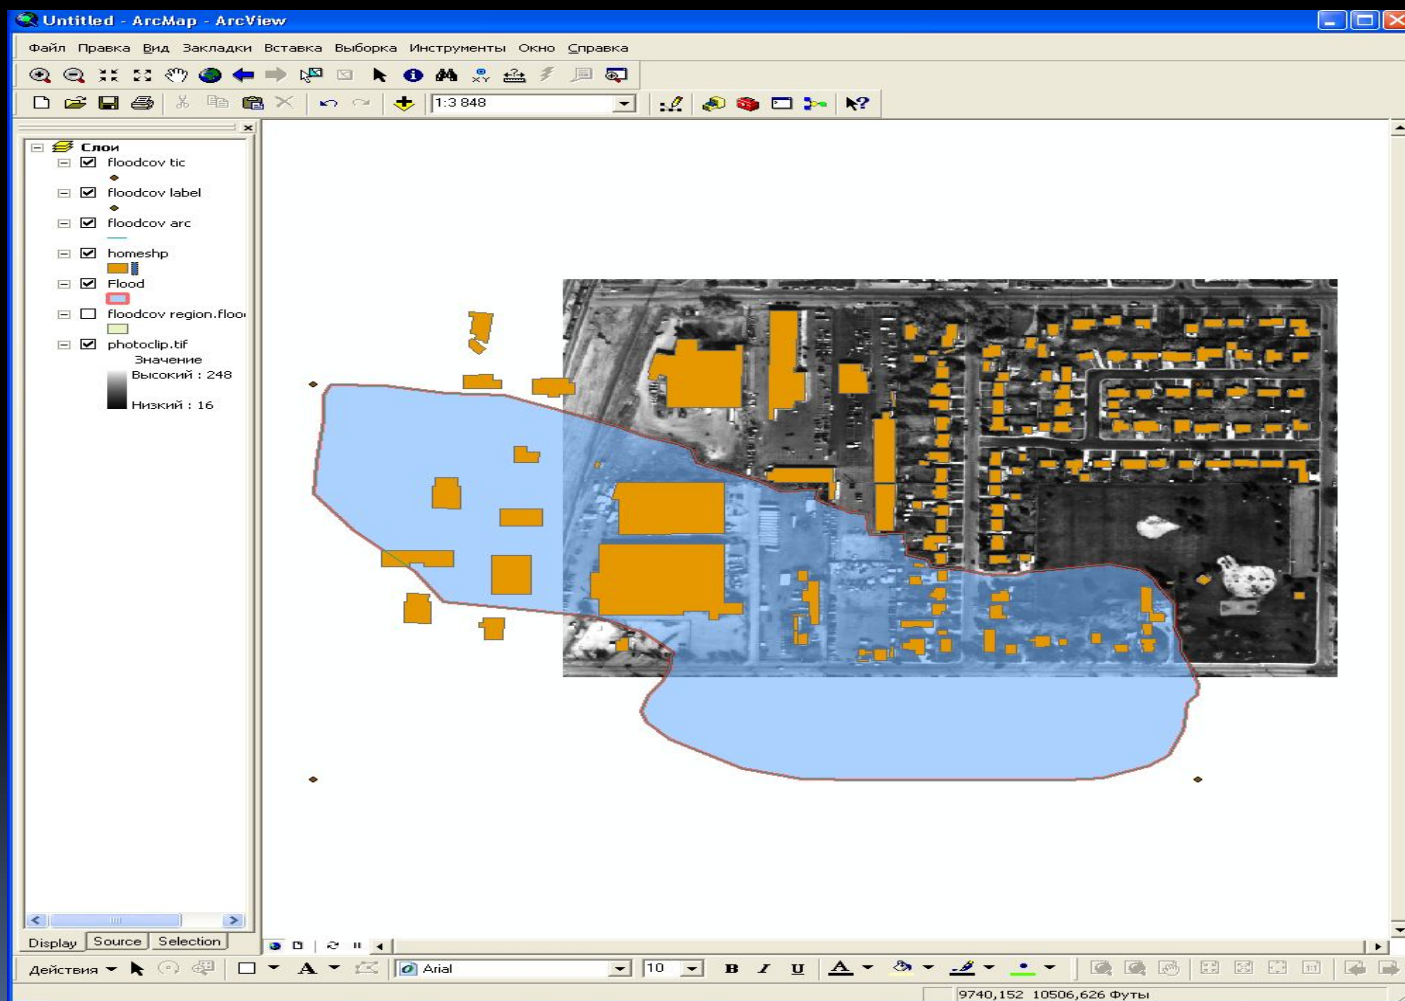 Untitled - ArcMap - ArcView
Файл Правка Вид Закладки Вставка Выборка Инструменты Окно Справка
XY
1:3 848
Слои
floodcov tic
floodcov label
floodcov arc
homeshp
Flood
floodcov region.floo
photoclip.tif
Значение
Высокий : 248
Низкий : 16
Display Source Selection
Действия A Arial 10 B I U A
9740,152 10506,626 Футы